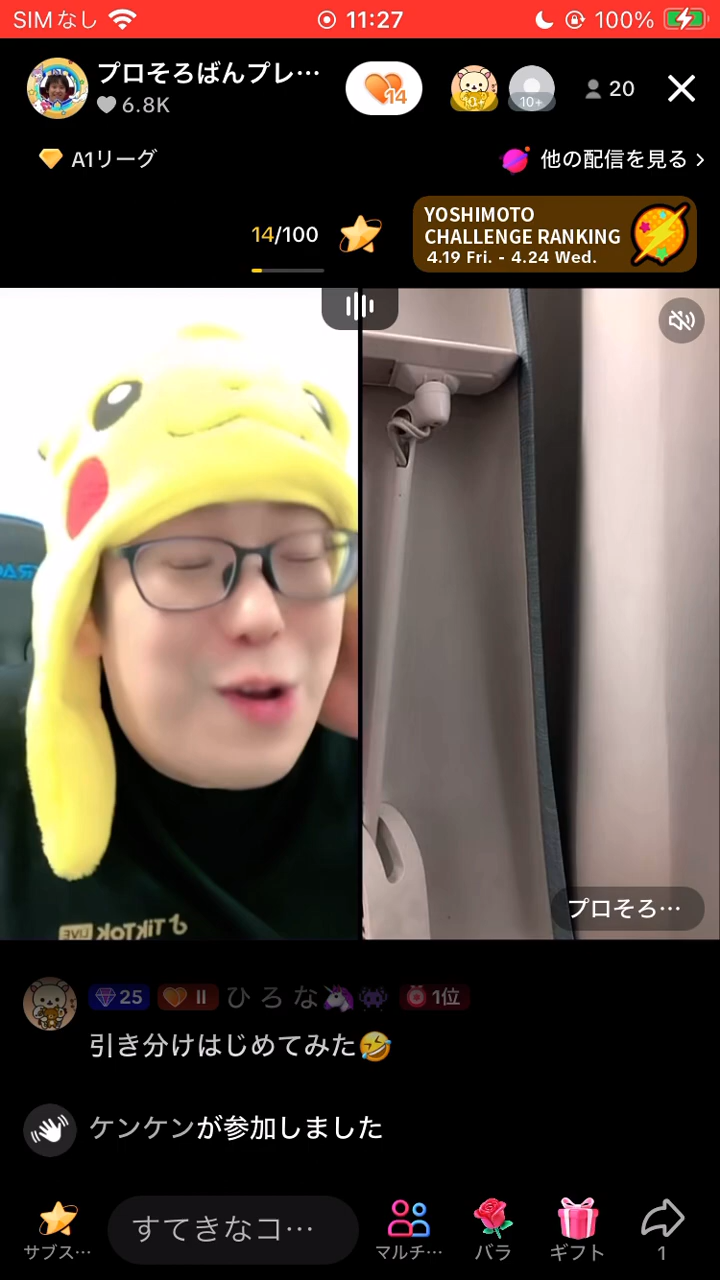 SIMなし 11:27 100%
プロそろばんプレ… 14 10+ 10+ 20
6.8K
A1リーグ 他の配信を見る
14/100
YOSHIMOTO
CHALLENGE RANKING
4.19 Fri. - 4.24 Wed.
TikTok LIVE
プロそろ…
25 II ひろな 1位
引き分けはじめてみた🤣
ケンケンが参加しました
すてきなコ…
サブス… マルチ… バラ ギフト 1